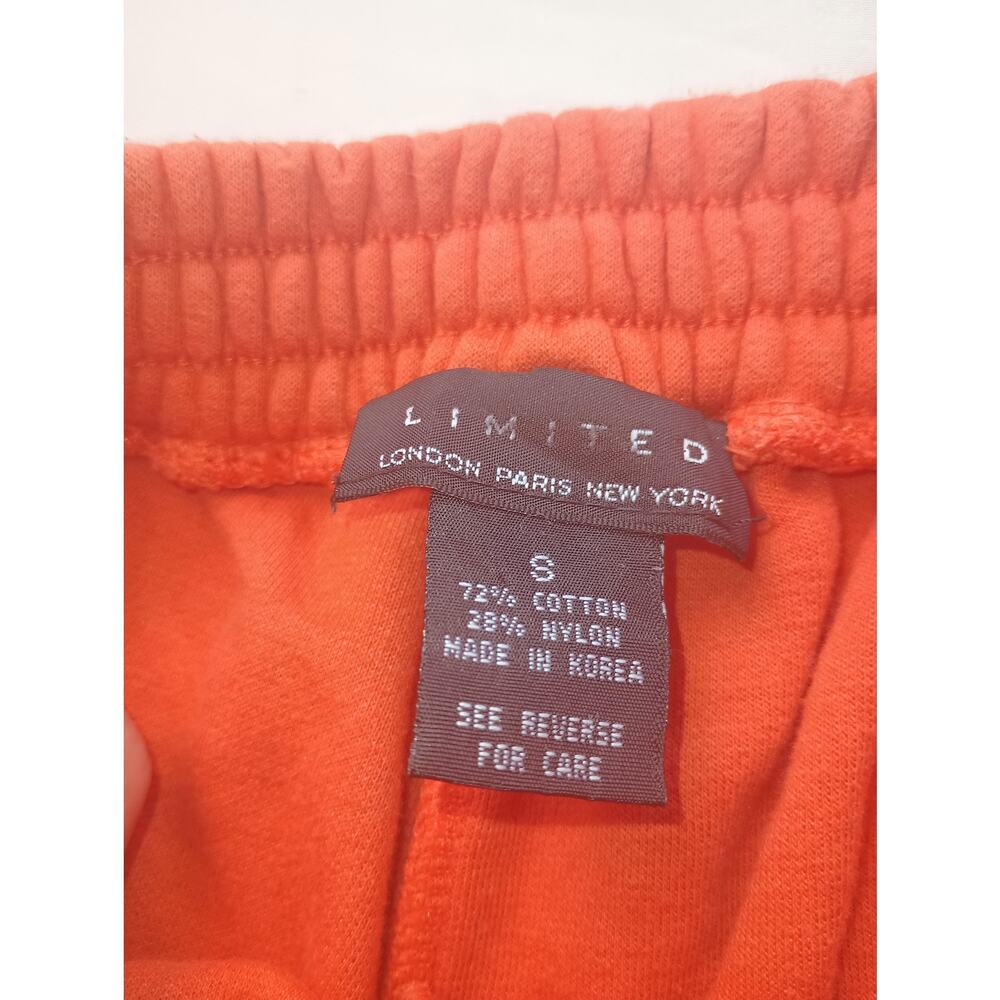 LIMITED
LONDON PARIS NEW YORK
S
72% COTTON
28% NYLON
MADE IN KOREA
SEE REVERSE
FOR CARE